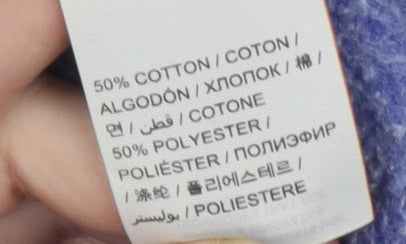 50% COTTON / COTON /
ALGODÓN / ХЛОПОК / 棉 /
면 / قطن / COTONE
50% POLYESTER /
POLIÉSTER / ПОЛИЭФИР
/ 涤纶 / 폴리에스테르 /
بوليستر / POLIESTERE